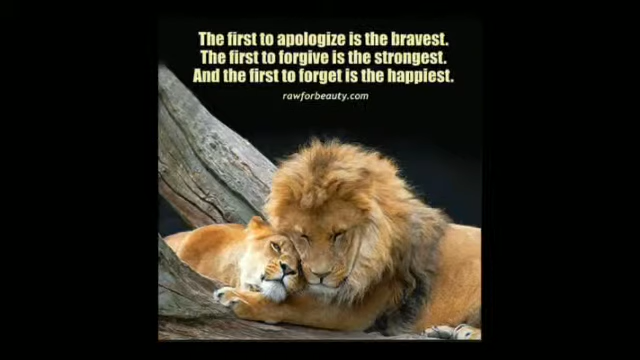 The first to apologize is the bravest.
The first to forgive is the strongest.
And the first to forget is the happiest.
rawforbeauty.com